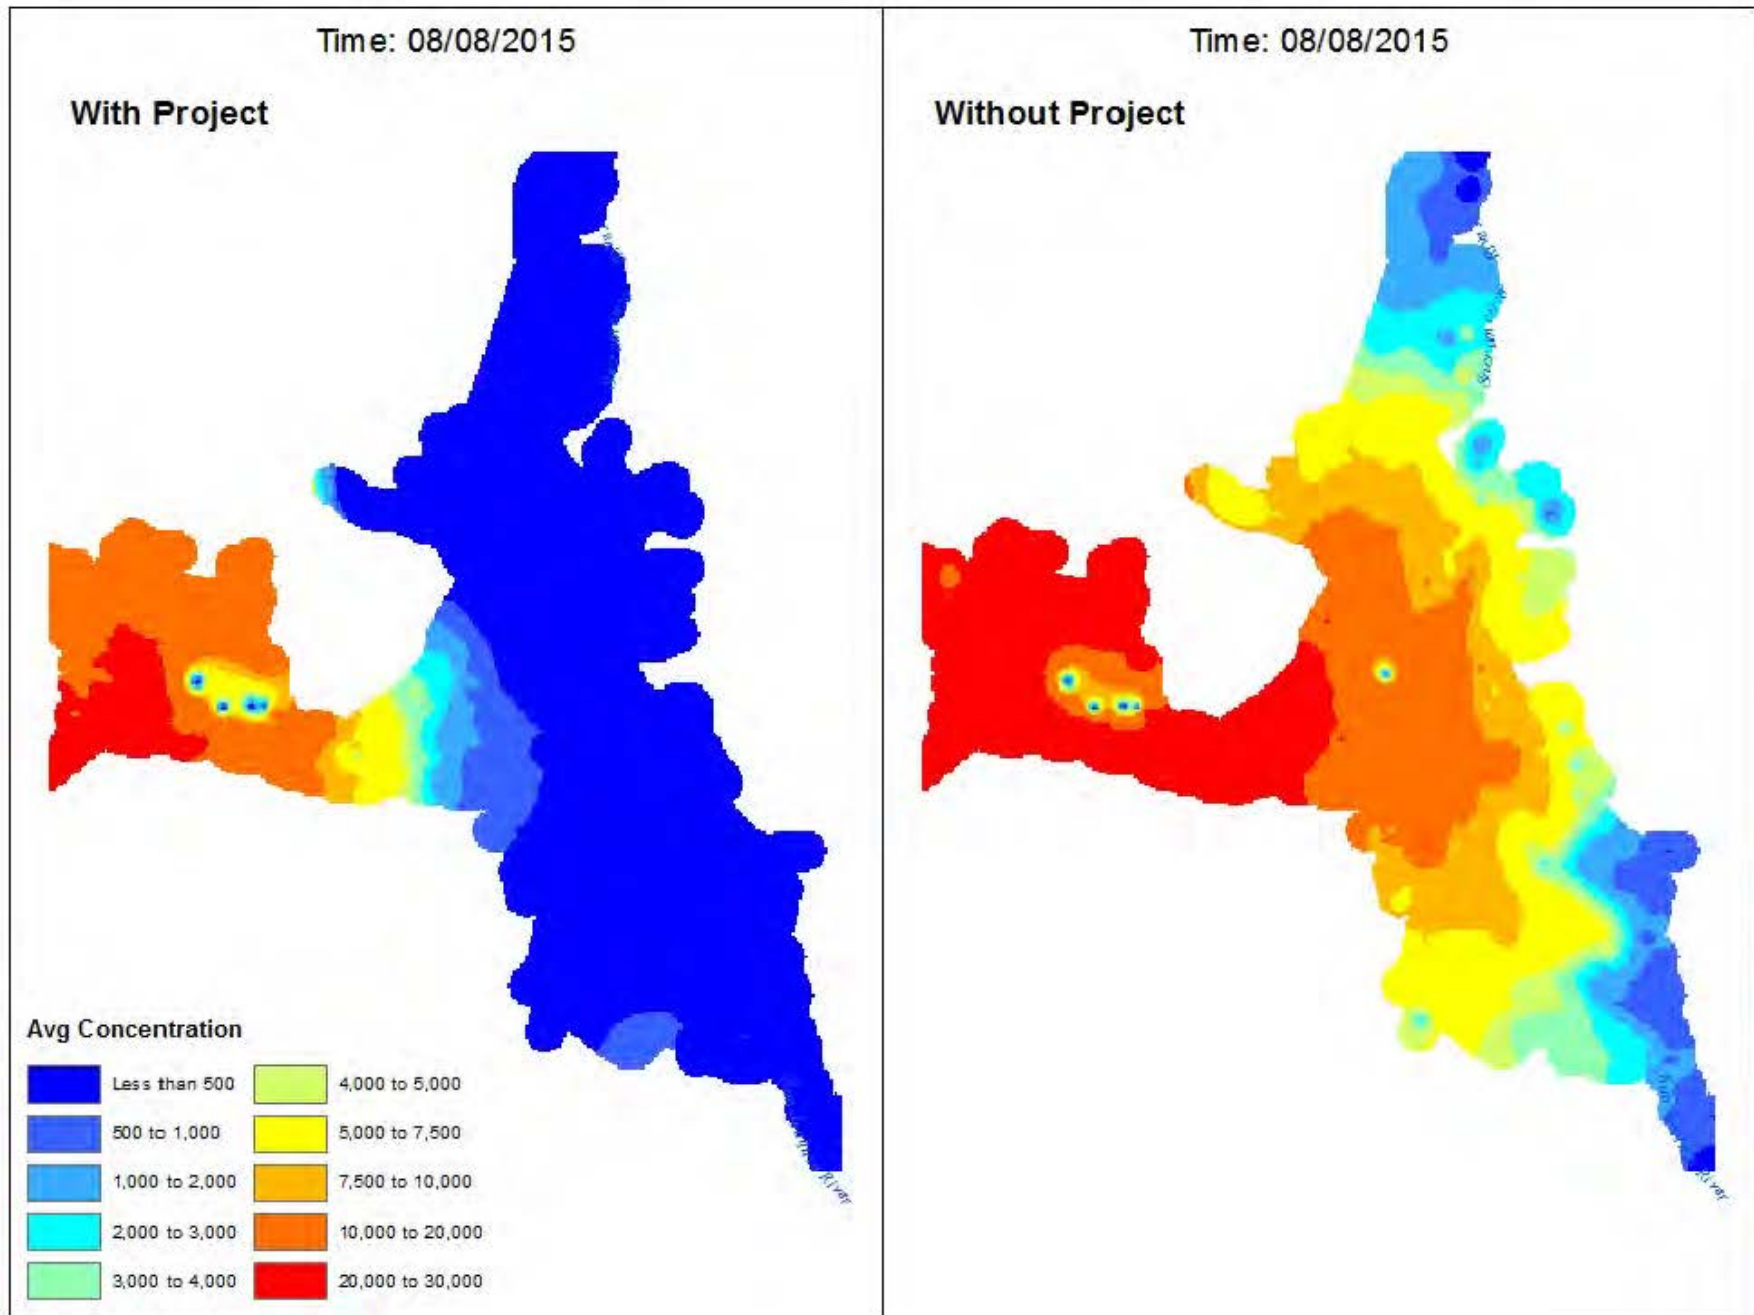 Time: 08/08/2015
With Project
Time: 08/08/2015
Without Project
Avg Concentration
Less than 500
500 to 1,000
1,000 to 2,000
2,000 to 3,000
3,000 to 4,000
4,000 to 5,000
5,000 to 7,500
7,500 to 10,000
10,000 to 20,000
20,000 to 30,000
River
River